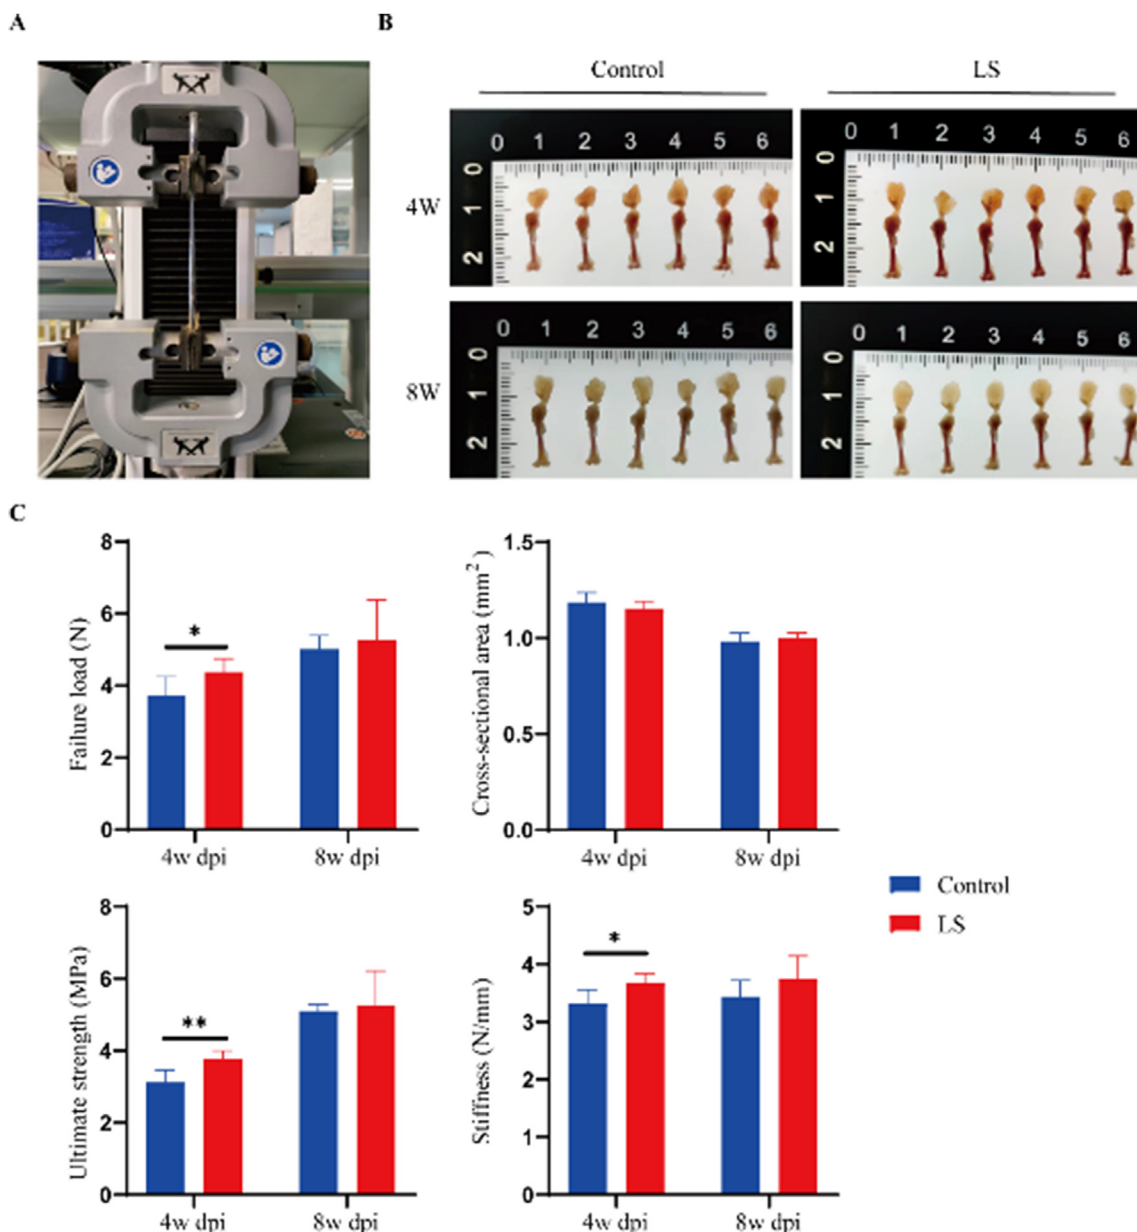 A
B
Control
LS
4W
0 1 2 3 4 5 6
0
1
2
0 1 2 3 4 5 6
0
1
2
8W
0 1 2 3 4 5 6
0
1
2
0 1 2 3 4 5 6
0
1
2
C
Failure load (N)
8
6
4
2
0
*
4w dpi
8w dpi
Cross-sectional area (mm²)
1.5
1.0
0.5
0.0
4w dpi
8w dpi
Ultimate strength (MPa)
8
6
4
2
0
**
4w dpi
8w dpi
Stiffness (N/mm)
5
4
3
2
1
0
*
4w dpi
8w dpi
Control
LS